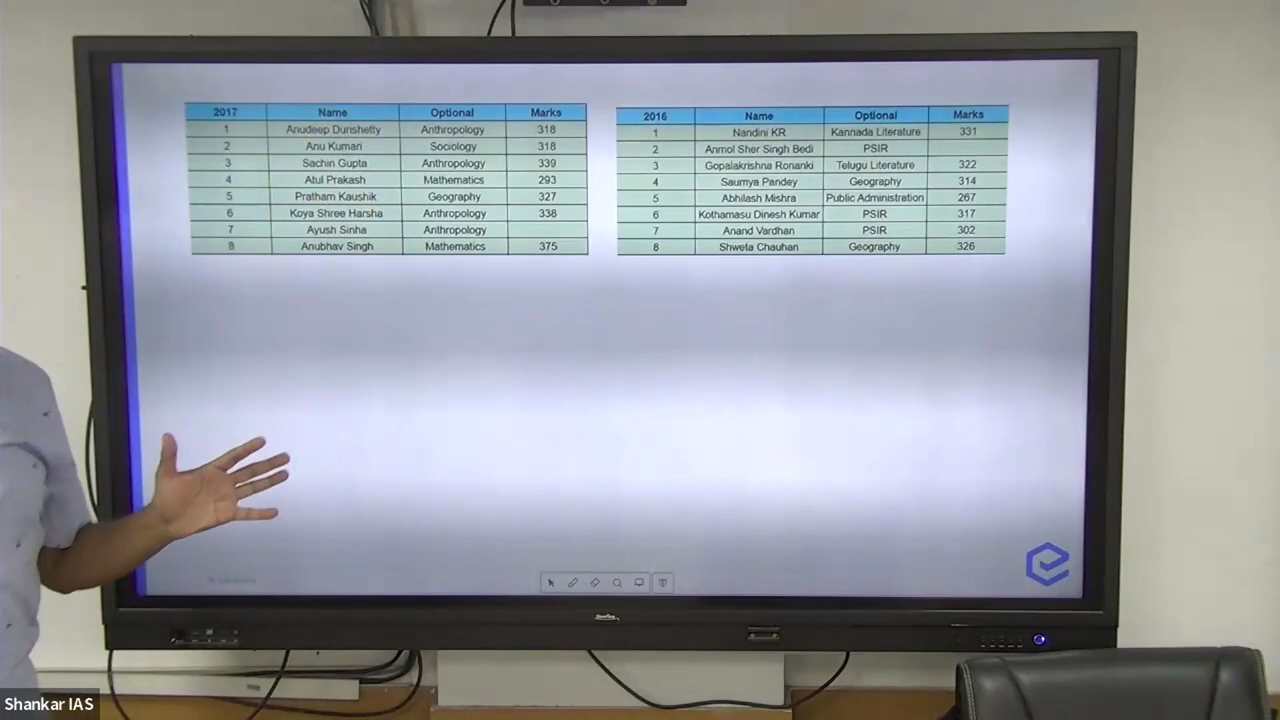 2017 Name Optional Marks
1 Anudeep Durishetty Anthropology 318
2 Anu Kumari Sociology 318
3 Sachin Gupta Anthropology 339
4 Atul Prakash Mathematics 293
5 Pratham Kaushik Geography 327
6 Koya Shree Harsha Anthropology 338
7 Ayush Sinha Anthropology
8 Anubhav Singh Mathematics 375
2016 Name Optional Marks
1 Nandini KR Kannada Literature 331
2 Anmol Sher Singh Bedi PSIR
3 Gopalakrishna Ronanki Telugu Literature 322
4 Saumya Pandey Geography 314
5 Abhilash Mishra Public Administration 267
6 Kothamasu Dinesh Kumar PSIR 317
7 Anand Vardhan PSIR 302
8 Shweta Chauhan Geography 326
Shankar IAS